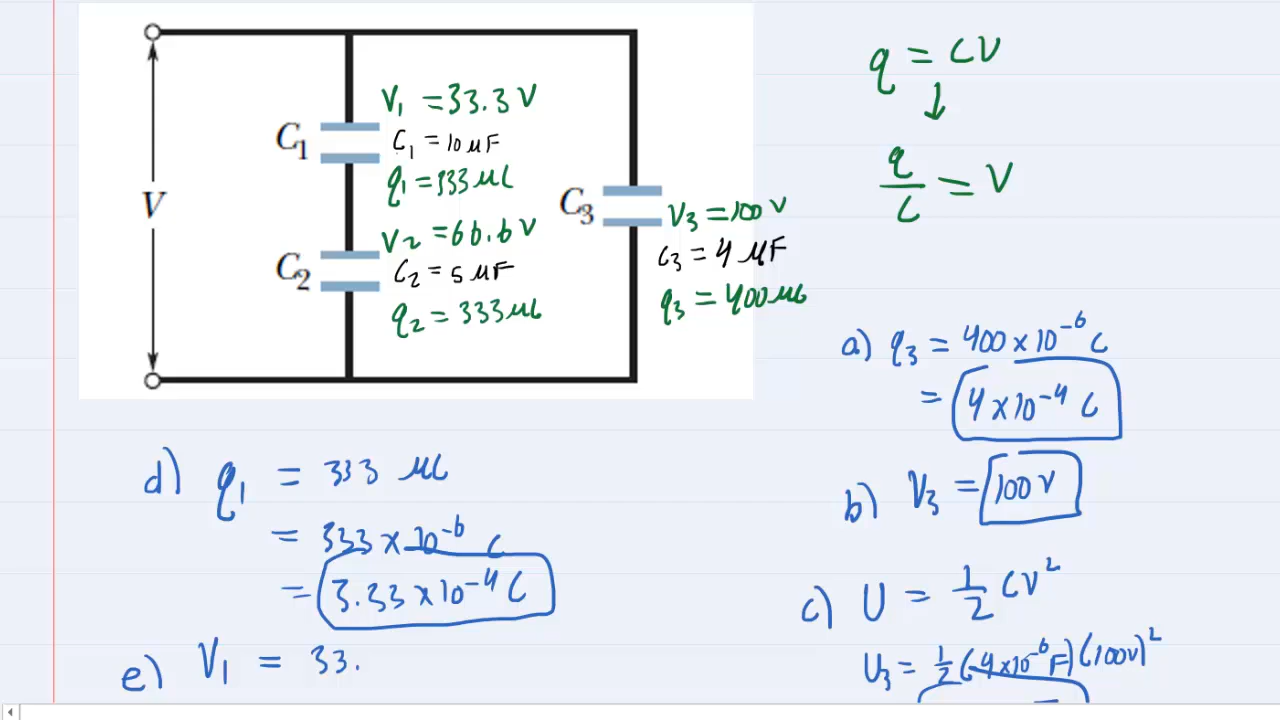 V
C₁
V₁ = 33.3 V
C₁ = 10 μF
q₁ = 333 μC
C₂
V₂ = 66.6 V
C₂ = 5 μF
q₂ = 333 μC
C₃
V₃ = 100 V
C₃ = 4 μF
q₃ = 400 μC
q = CV
↓
q/C = V
a) q₃ = 400 × 10⁻⁶ C
= 4 × 10⁻⁴ C
b) V₃ = 100 V
c) U = 1/2 CV²
U₃ = 1/2 (4 × 10⁻⁶ F)(100V)²
d) q₁ = 333 μC
= 333 × 10⁻⁶ C
= 3.33 × 10⁻⁴ C
e) V₁ = 33.